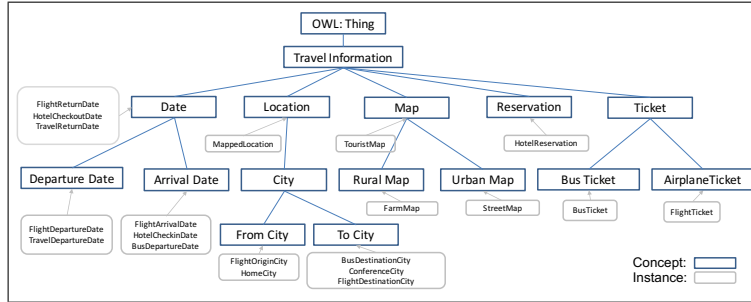 OWL: Thing
Travel Information
FlightReturnDate
HotelCheckoutDate
TravelReturnDate
Date
Location
Map
Reservation
Ticket
MappedLocation
TouristMap
HotelReservation
Departure Date
Arrival Date
City
Rural Map
Urban Map
Bus Ticket
AirplaneTicket
FarmMap
StreetMap
BusTicket
FlightTicket
FlightDepartureDate
TravelDepartureDate
FlightArrivalDate
HotelCheckinDate
BusDepartureDate
From City
To City
FlightOriginCity
HomeCity
BusDestinationCity
ConferenceCity
FlightDestinationCity
Concept:
Instance: